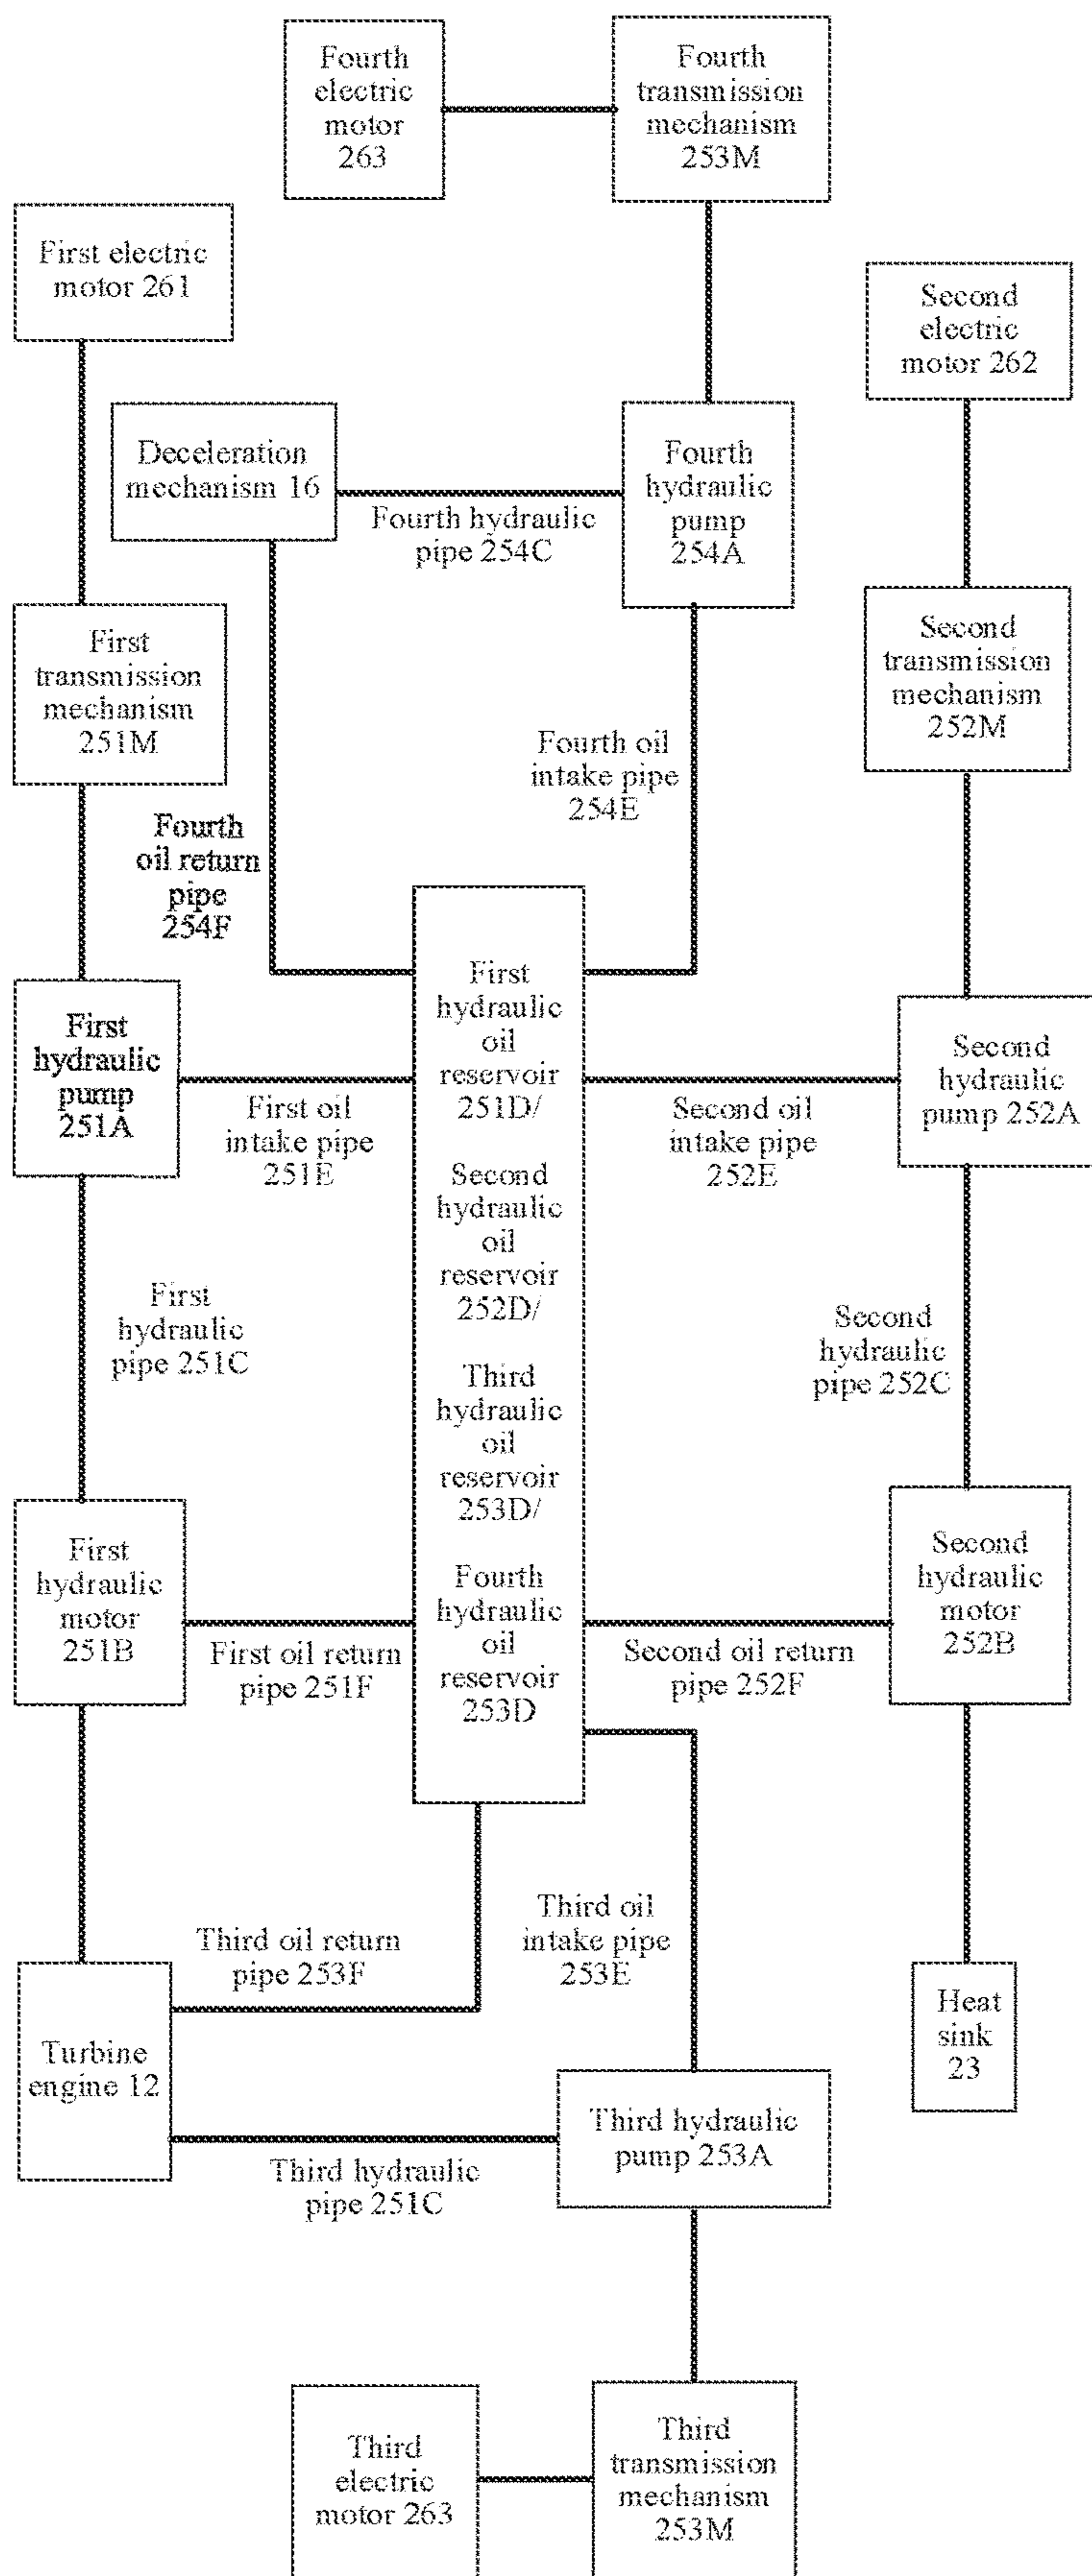 Fourth
electric
motor
263
Fourth
transmission
mechanism
253M
First electric
motor 261
Second
electric
motor 262
Deceleration
mechanism 16
Fourth hydraulic
pipe 254C
Fourth
hydraulic
pump
254A
First
transmission
mechanism
251M
Second
transmission
mechanism
252M
Fourth oil
intake pipe
254E
Fourth
oil return
pipe
254F
First
hydraulic
pump
251A
First oil
intake pipe
251E
First
hydraulic
oil
reservoir
251D/
Second
hydraulic
oil
reservoir
252D/
Third
hydraulic
oil
reservoir
253D/
Fourth
hydraulic
oil
reservoir
253D
Second oil
intake pipe
252E
Second
hydraulic
pump 252A
First
hydraulic
pipe 251C
Second
hydraulic
pipe 252C
First
hydraulic
motor
251B
First oil return
pipe 251F
Second oil return
pipe 252F
Second
hydraulic
motor
252B
Third oil return
pipe 253F
Third oil
intake pipe
253E
Turbine
engine 12
Heat
sink
23
Third hydraulic
pipe 251C
Third hydraulic
pump 253A
Third
electric
motor 263
Third
transmission
mechanism
253M